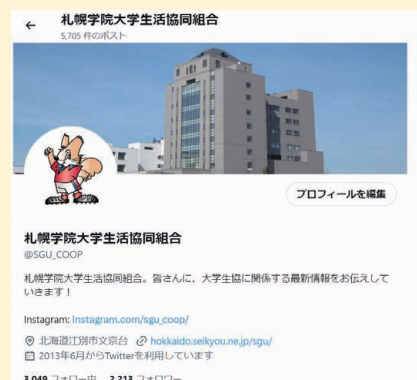 ← 札幌学院大学生活協同組合
5,705 件のポスト
プロフィールを編集
札幌学院大学生活協同組合
@SGU_COOP
札幌学院大学生活協同組合。皆さんに、大学生協に関係する最新情報をお伝えして
いきます！
Instagram: instagram.com/sgu_coop/
北海道江別市文京台 hokkaido.seikyou.ne.jp/sgu/
2013年6月からTwitterを利用しています
3,049 フォロー中 2,213 フォロワー